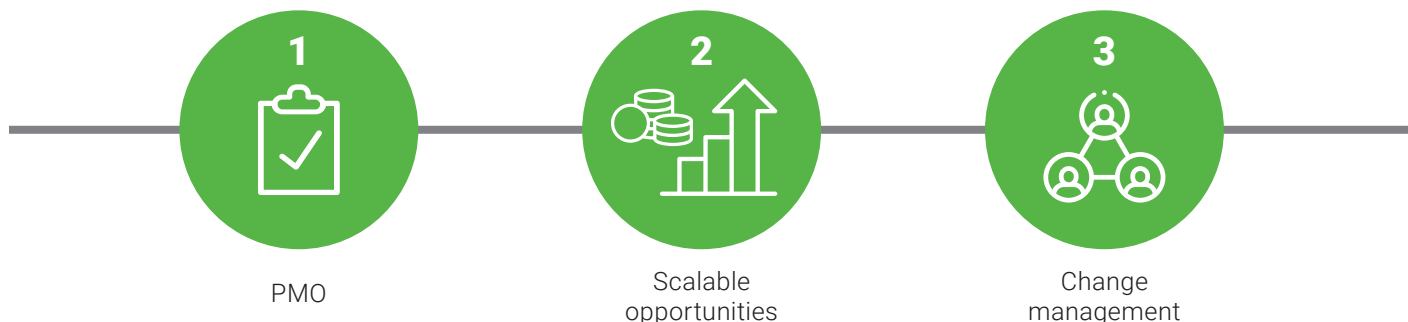 1
2
3
PMO
Scalable
opportunities
Change
management